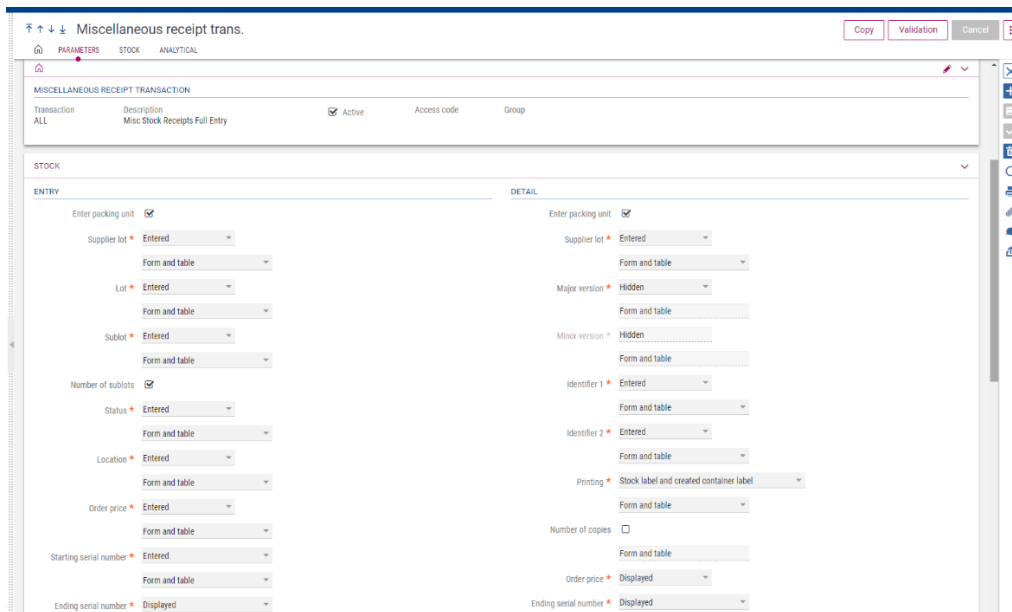 Miscellaneous receipt trans.
Copy
Validation
Cancel
PARAMETERS
STOCK
ANALYTICAL
MISCELLANEOUS RECEIPT TRANSACTION
Transaction
Description
Active
Access code
Group
ALL
Misc Stock Receipts Full Entry
STOCK
ENTRY
Enter packing unit
Supplier lot * Entered
Form and table
Lot * Entered
Form and table
Sublot * Entered
Form and table
Number of sublots
Status * Entered
Form and table
Location * Entered
Form and table
Order price * Entered
Form and table
Starting serial number * Entered
Form and table
Ending serial number * Displayed
DETAIL
Enter packing unit
Supplier lot * Entered
Form and table
Major version * Hidden
Form and table
Minor version * Hidden
Form and table
Identifier 1 * Entered
Form and table
Identifier 2 * Entered
Form and table
Printing * Stock label and created container label
Form and table
Number of copies
Form and table
Order price * Displayed
Ending serial number * Displayed